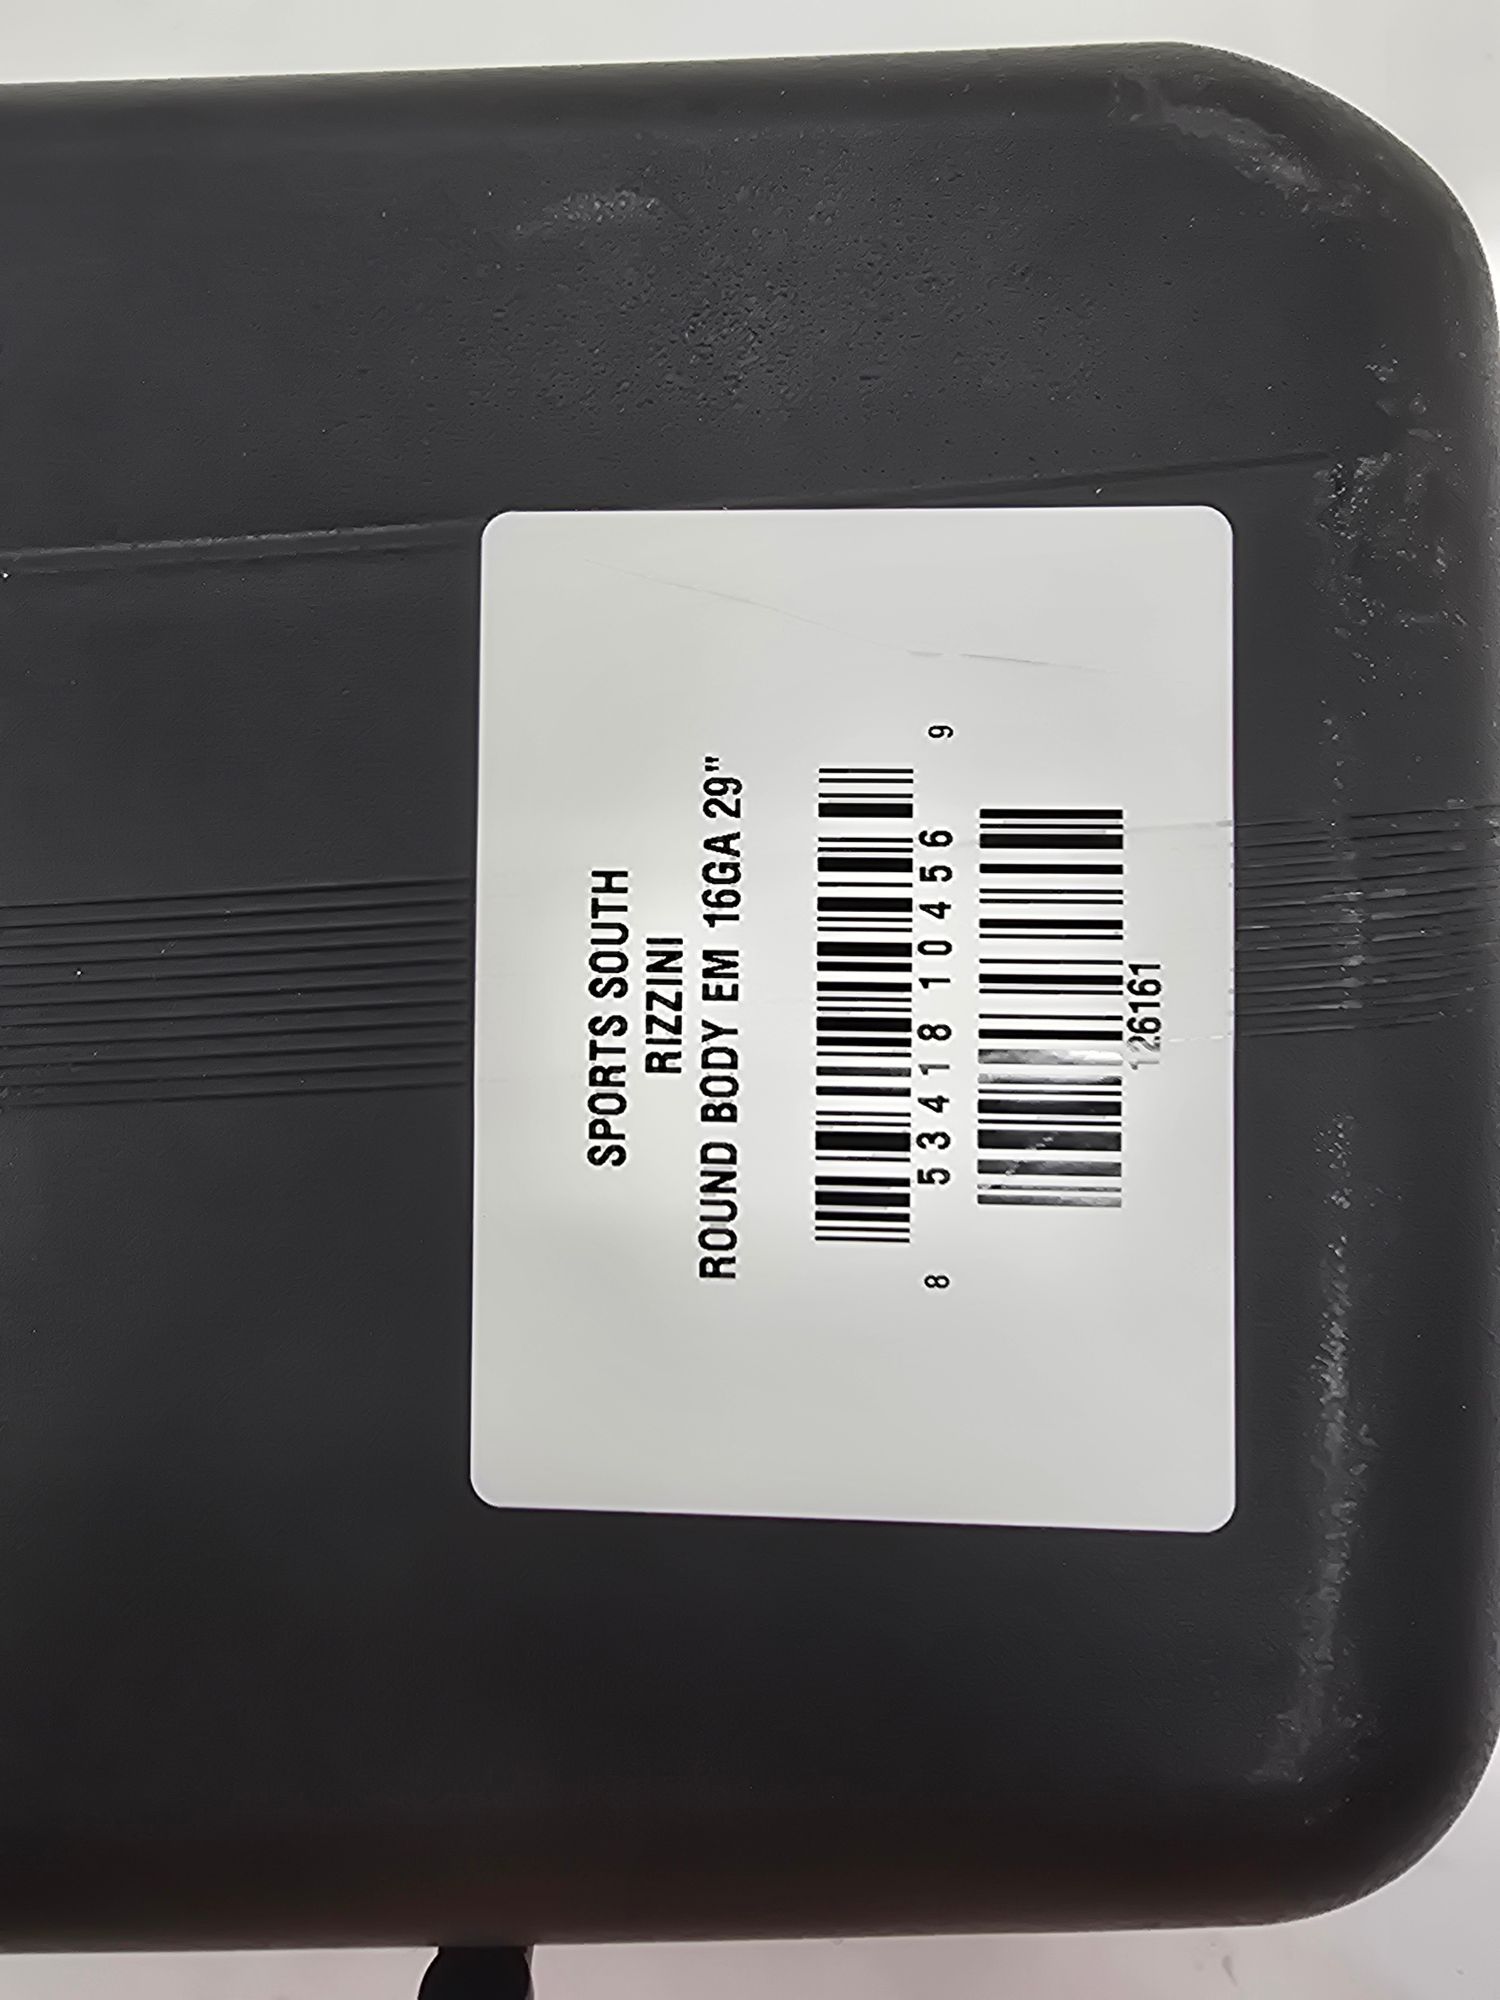 SPORTS SOUTH
RIZZINI
ROUND BODY EM 16GA 29"
8 53418 10456 9
126161